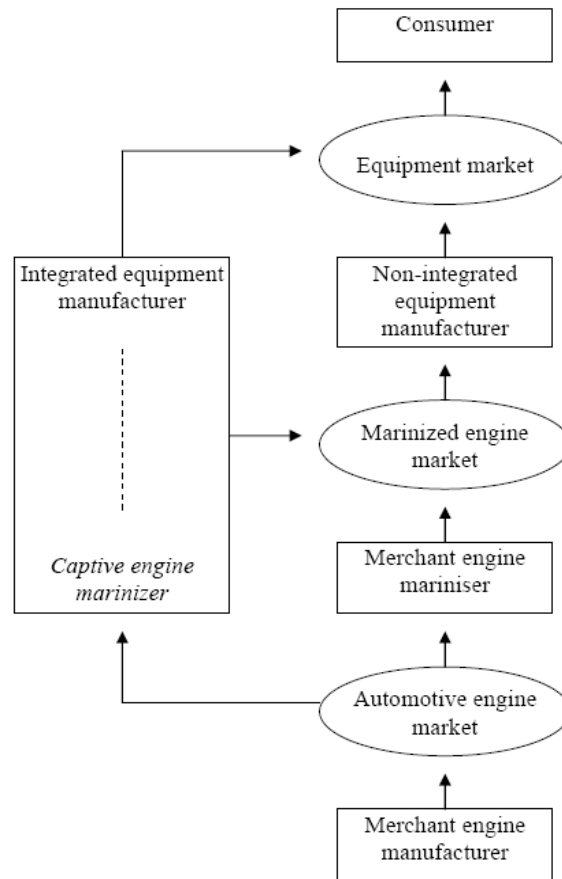 Consumer
Equipment market
Integrated equipment
manufacturer
Non-integrated
equipment
manufacturer
Marinized engine
market
Captive engine
marinizer
Merchant engine
mariniser
Automotive engine
market
Merchant engine
manufacturer